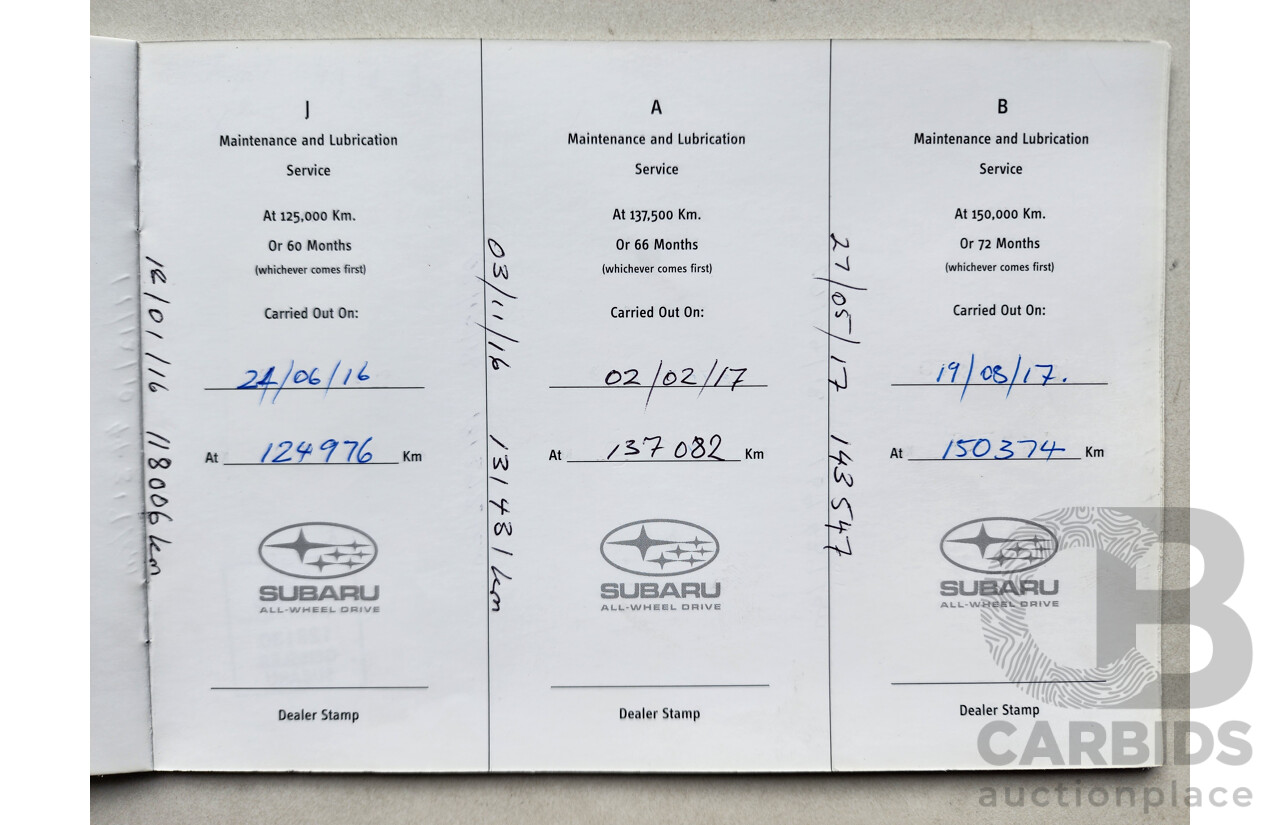 J
Maintenance and Lubrication
Service
At 125,000 Km.
Or 60 Months
(whichever comes first)
Carried Out On:
24/06/16
At 124976 Km
SUBARU
ALL-WHEEL DRIVE
Dealer Stamp
/01/16 118006 km
A
Maintenance and Lubrication
Service
At 137,500 Km.
Or 66 Months
(whichever comes first)
Carried Out On:
02/02/17
At 137082 Km
SUBARU
ALL-WHEEL DRIVE
Dealer Stamp
03/11/16 131481 km
B
Maintenance and Lubrication
Service
At 150,000 Km.
Or 72 Months
(whichever comes first)
Carried Out On:
19/08/17.
At 150374 Km
SUBARU
ALL-WHEEL DRIVE
Dealer Stamp
27/05/17 143547
CB
CARBIDS
auctionplace